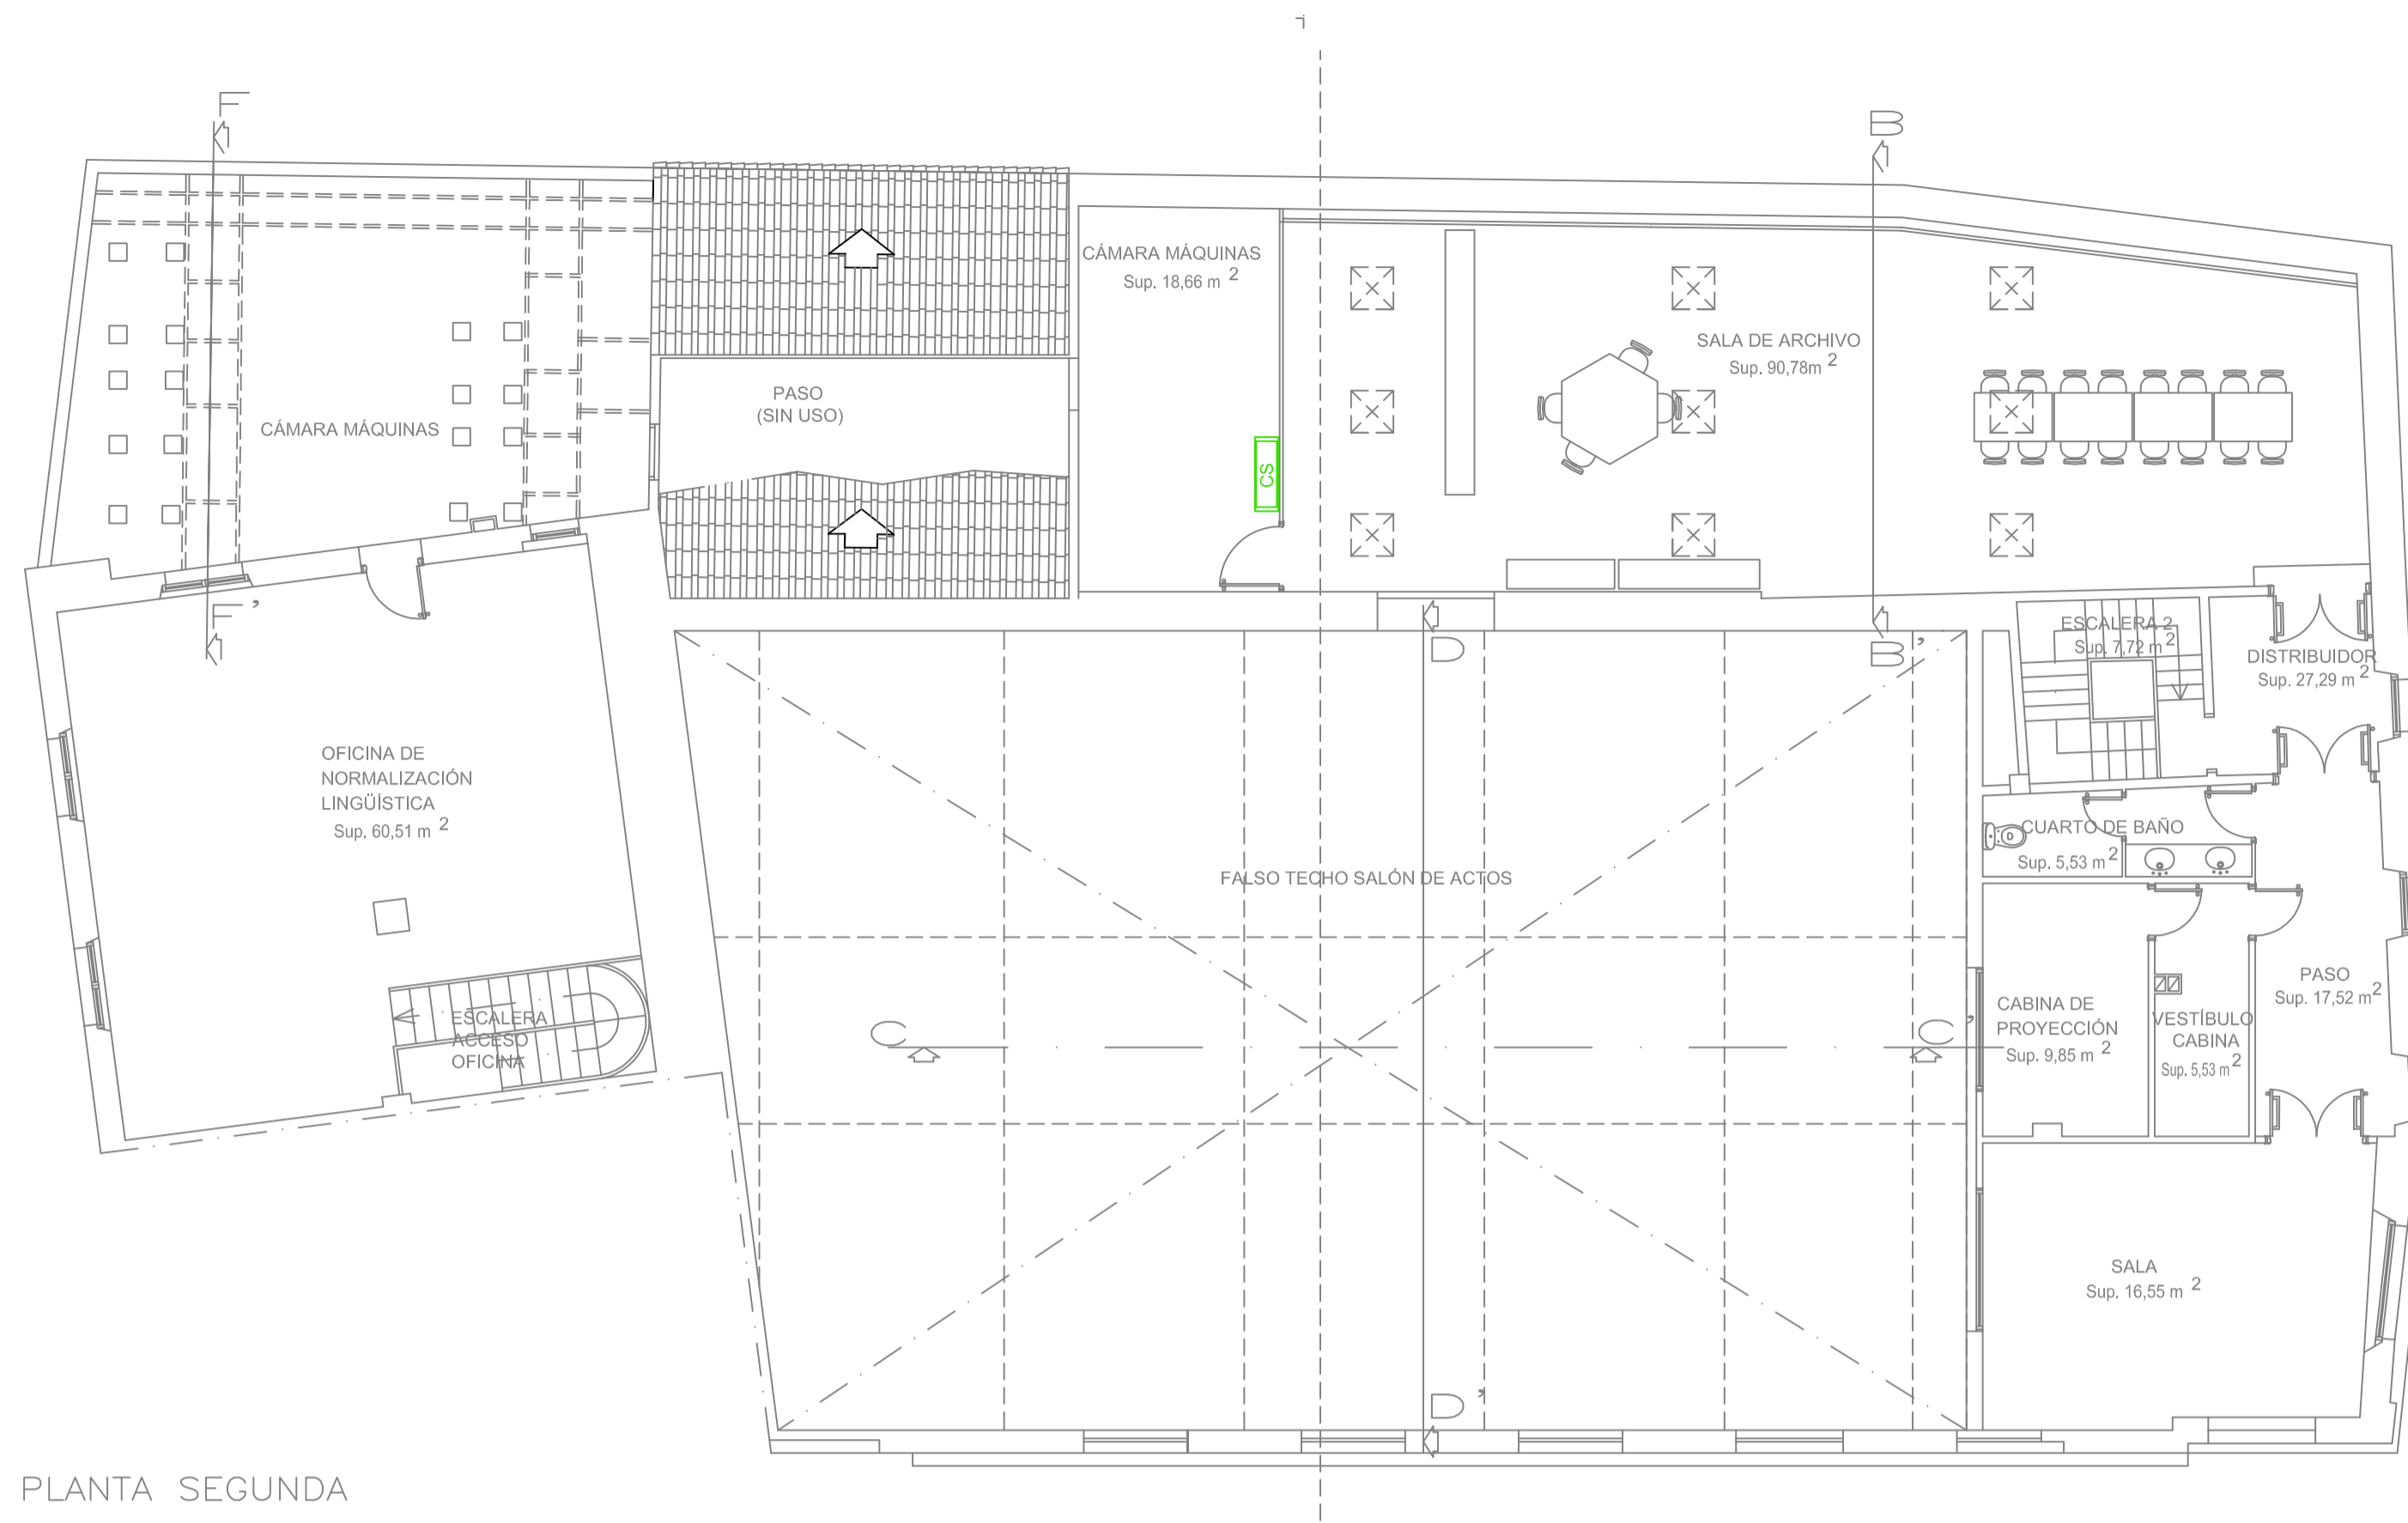 F
B
CÁMARA MÁQUINAS
Sup. 18,66 m 2
SALA DE ARCHIVO
Sup. 90,78m 2
PASO
(SIN USO)
CÁMARA MÁQUINAS
CS
F'
D
B'
ESCALERA 2
Sup. 7,72 m 2
DISTRIBUIDOR
Sup. 27,29 m 2
OFICINA DE
NORMALIZACIÓN
LINGÜÍSTICA
Sup. 60,51 m 2
CUARTO DE BAÑO
Sup. 5,53 m 2
FALSO TECHO SALÓN DE ACTOS
PASO
Sup. 17,52 m 2
CABINA DE
PROYECCIÓN
Sup. 9,85 m 2
VESTÍBULO
CABINA
Sup. 5,53 m 2
ESCALERA
ACCESO
OFICINA
C
C'
SALA
Sup. 16,55 m 2
D'
PLANTA SEGUNDA